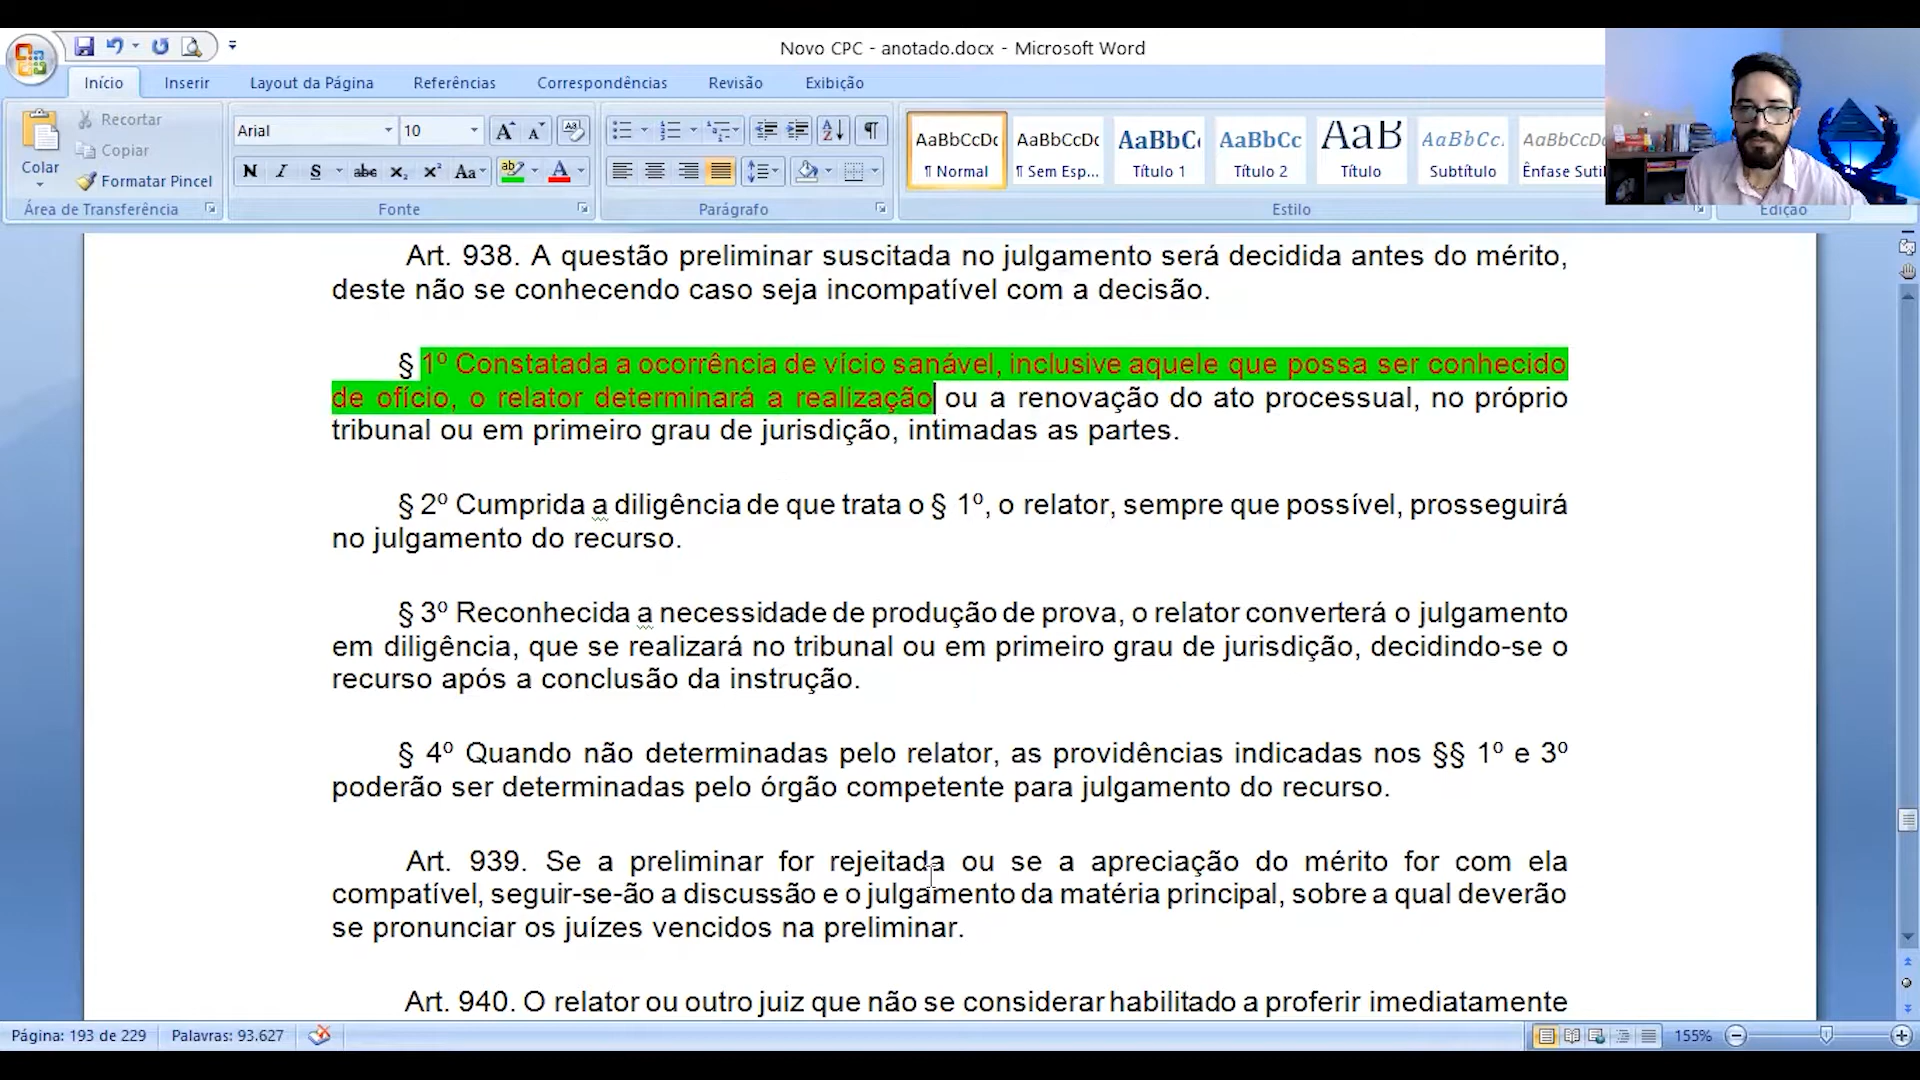 Novo CPC - anotado.docx - Microsoft Word
Início Inserir Layout da Página Referências Correspondências Revisão Exibição
Colar
Recortar
Copiar
Formatar Pincel
Área de Transferência
Arial 10
N I S abe X₂ X² Aa
Fonte
Parágrafo
AaBbCcDc AaBbCcDc AaBbC AaBbCc AaB AaBbCc. AaBbCcD
¶ Normal ¶ Sem Esp... Título 1 Título 2 Título Subtítulo Ênfase Sutil
Estilo
Edição
Art. 938. A questão preliminar suscitada no julgamento será decidida antes do mérito,
deste não se conhecendo caso seja incompatível com a decisão.
§ 1º Constatada a ocorrência de vício sanável, inclusive aquele que possa ser conhecido
de ofício, o relator determinará a realização ou a renovação do ato processual, no próprio
tribunal ou em primeiro grau de jurisdição, intimadas as partes.
§ 2º Cumprida a diligência de que trata o § 1º, o relator, sempre que possível, prosseguirá
no julgamento do recurso.
§ 3º Reconhecida a necessidade de produção de prova, o relator converterá o julgamento
em diligência, que se realizará no tribunal ou em primeiro grau de jurisdição, decidindo-se o
recurso após a conclusão da instrução.
§ 4º Quando não determinadas pelo relator, as providências indicadas nos §§ 1º e 3º
poderão ser determinadas pelo órgão competente para julgamento do recurso.
Art. 939. Se a preliminar for rejeitada ou se a apreciação do mérito for com ela
compatível, seguir-se-ão a discussão e o julgamento da matéria principal, sobre a qual deverão
se pronunciar os juízes vencidos na preliminar.
Art. 940. O relator ou outro juiz que não se considerar habilitado a proferir imediatamente
Página: 193 de 229 Palavras: 93.627 155%